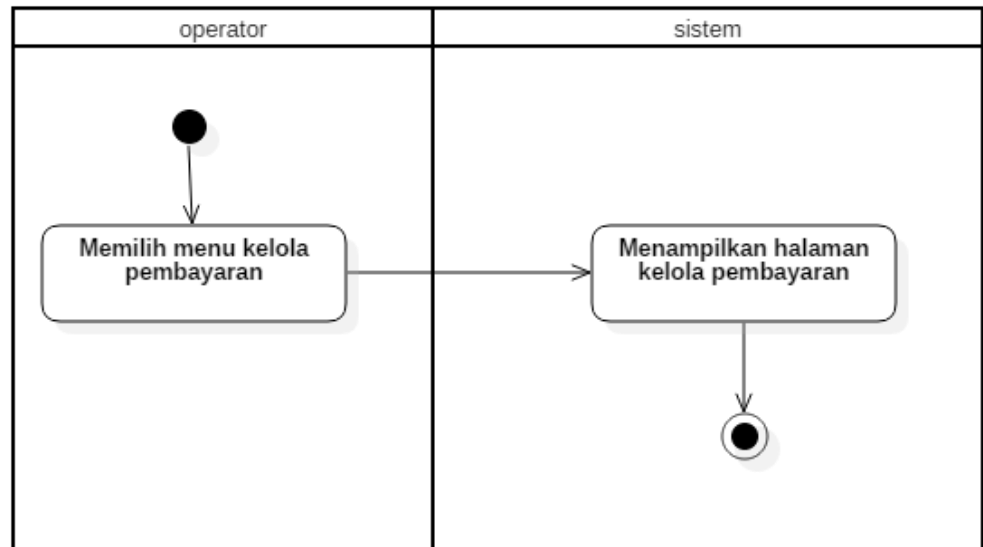 operator
sistem
Memilih menu kelola
pembayaran
Menampilkan halaman
kelola pembayaran